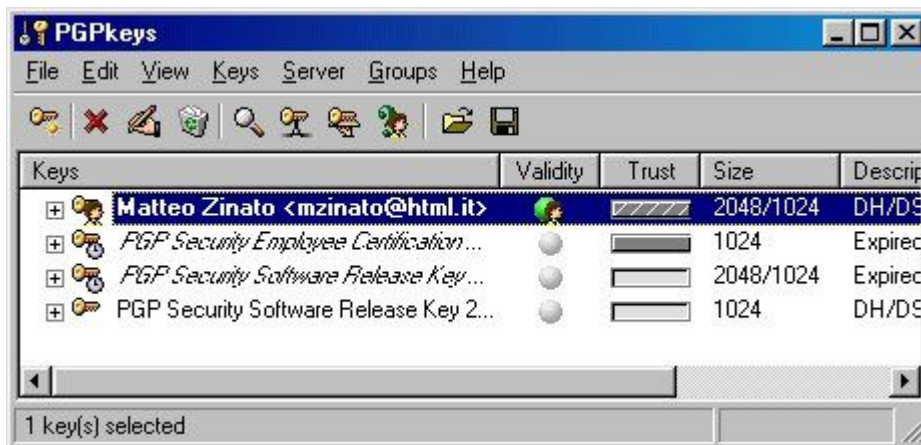 PGPkeys
File Edit View Keys Server Groups Help
Keys Validity Trust Size Descrip
Matteo Zinato <mzinato@html.it> 2048/1024 DH/DS
PGP Security Employee Certification... 1024 Expired
PGP Security Software Release Key... 2048/1024 Expired
PGP Security Software Release Key 2... 1024 DH/DS
1 key(s) selected